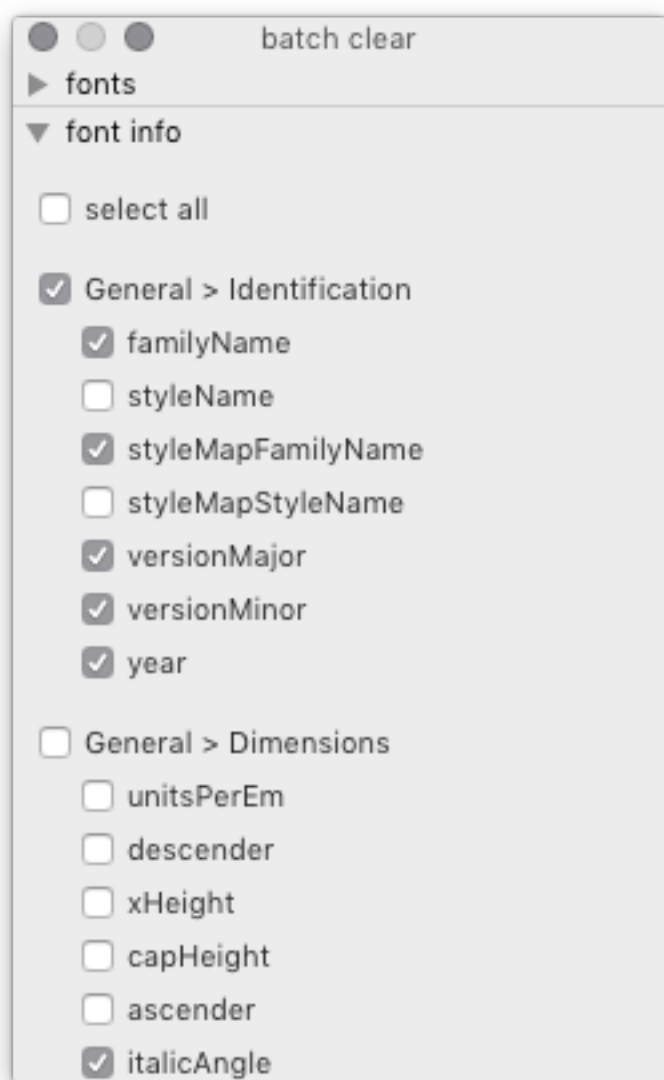 batch clear
fonts
font info
select all
General > Identification
familyName
styleName
styleMapFamilyName
styleMapStyleName
versionMajor
versionMinor
year
General > Dimensions
unitsPerEm
descender
xHeight
capHeight
ascender
italicAngle